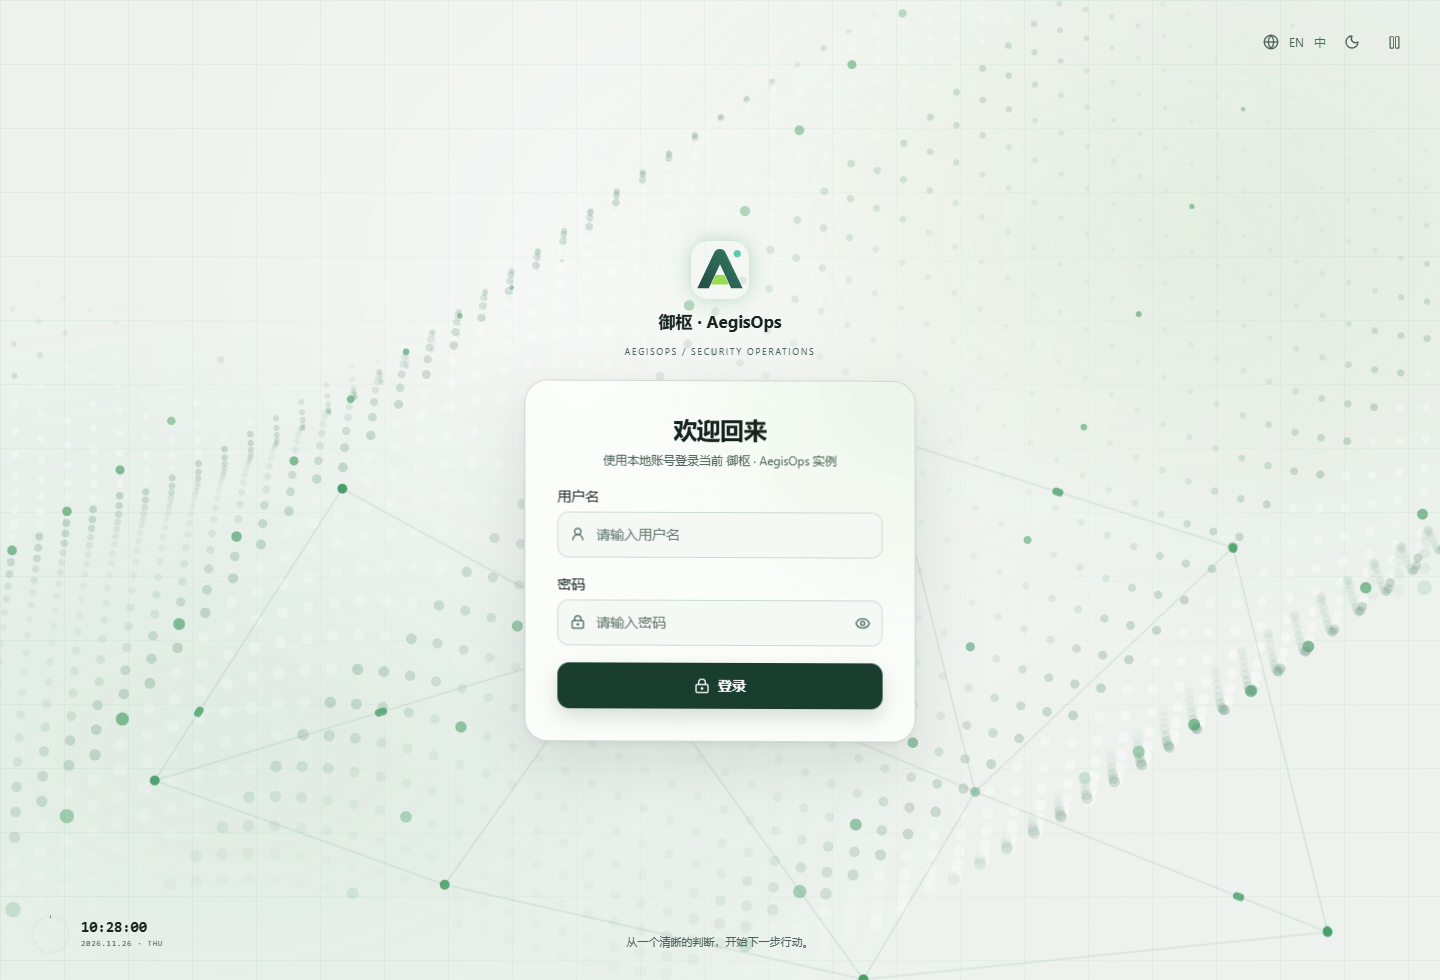 EN 中
御枢 · AegisOps
AEGISOPS / SECURITY OPERATIONS
欢迎回来
使用本地账号登录当前 御枢 · AegisOps 实例
用户名
请输入用户名
密码
请输入密码
登录
10:28:00
2026.11.26 · THU
从一个清晰的判断，开始下一步行动。